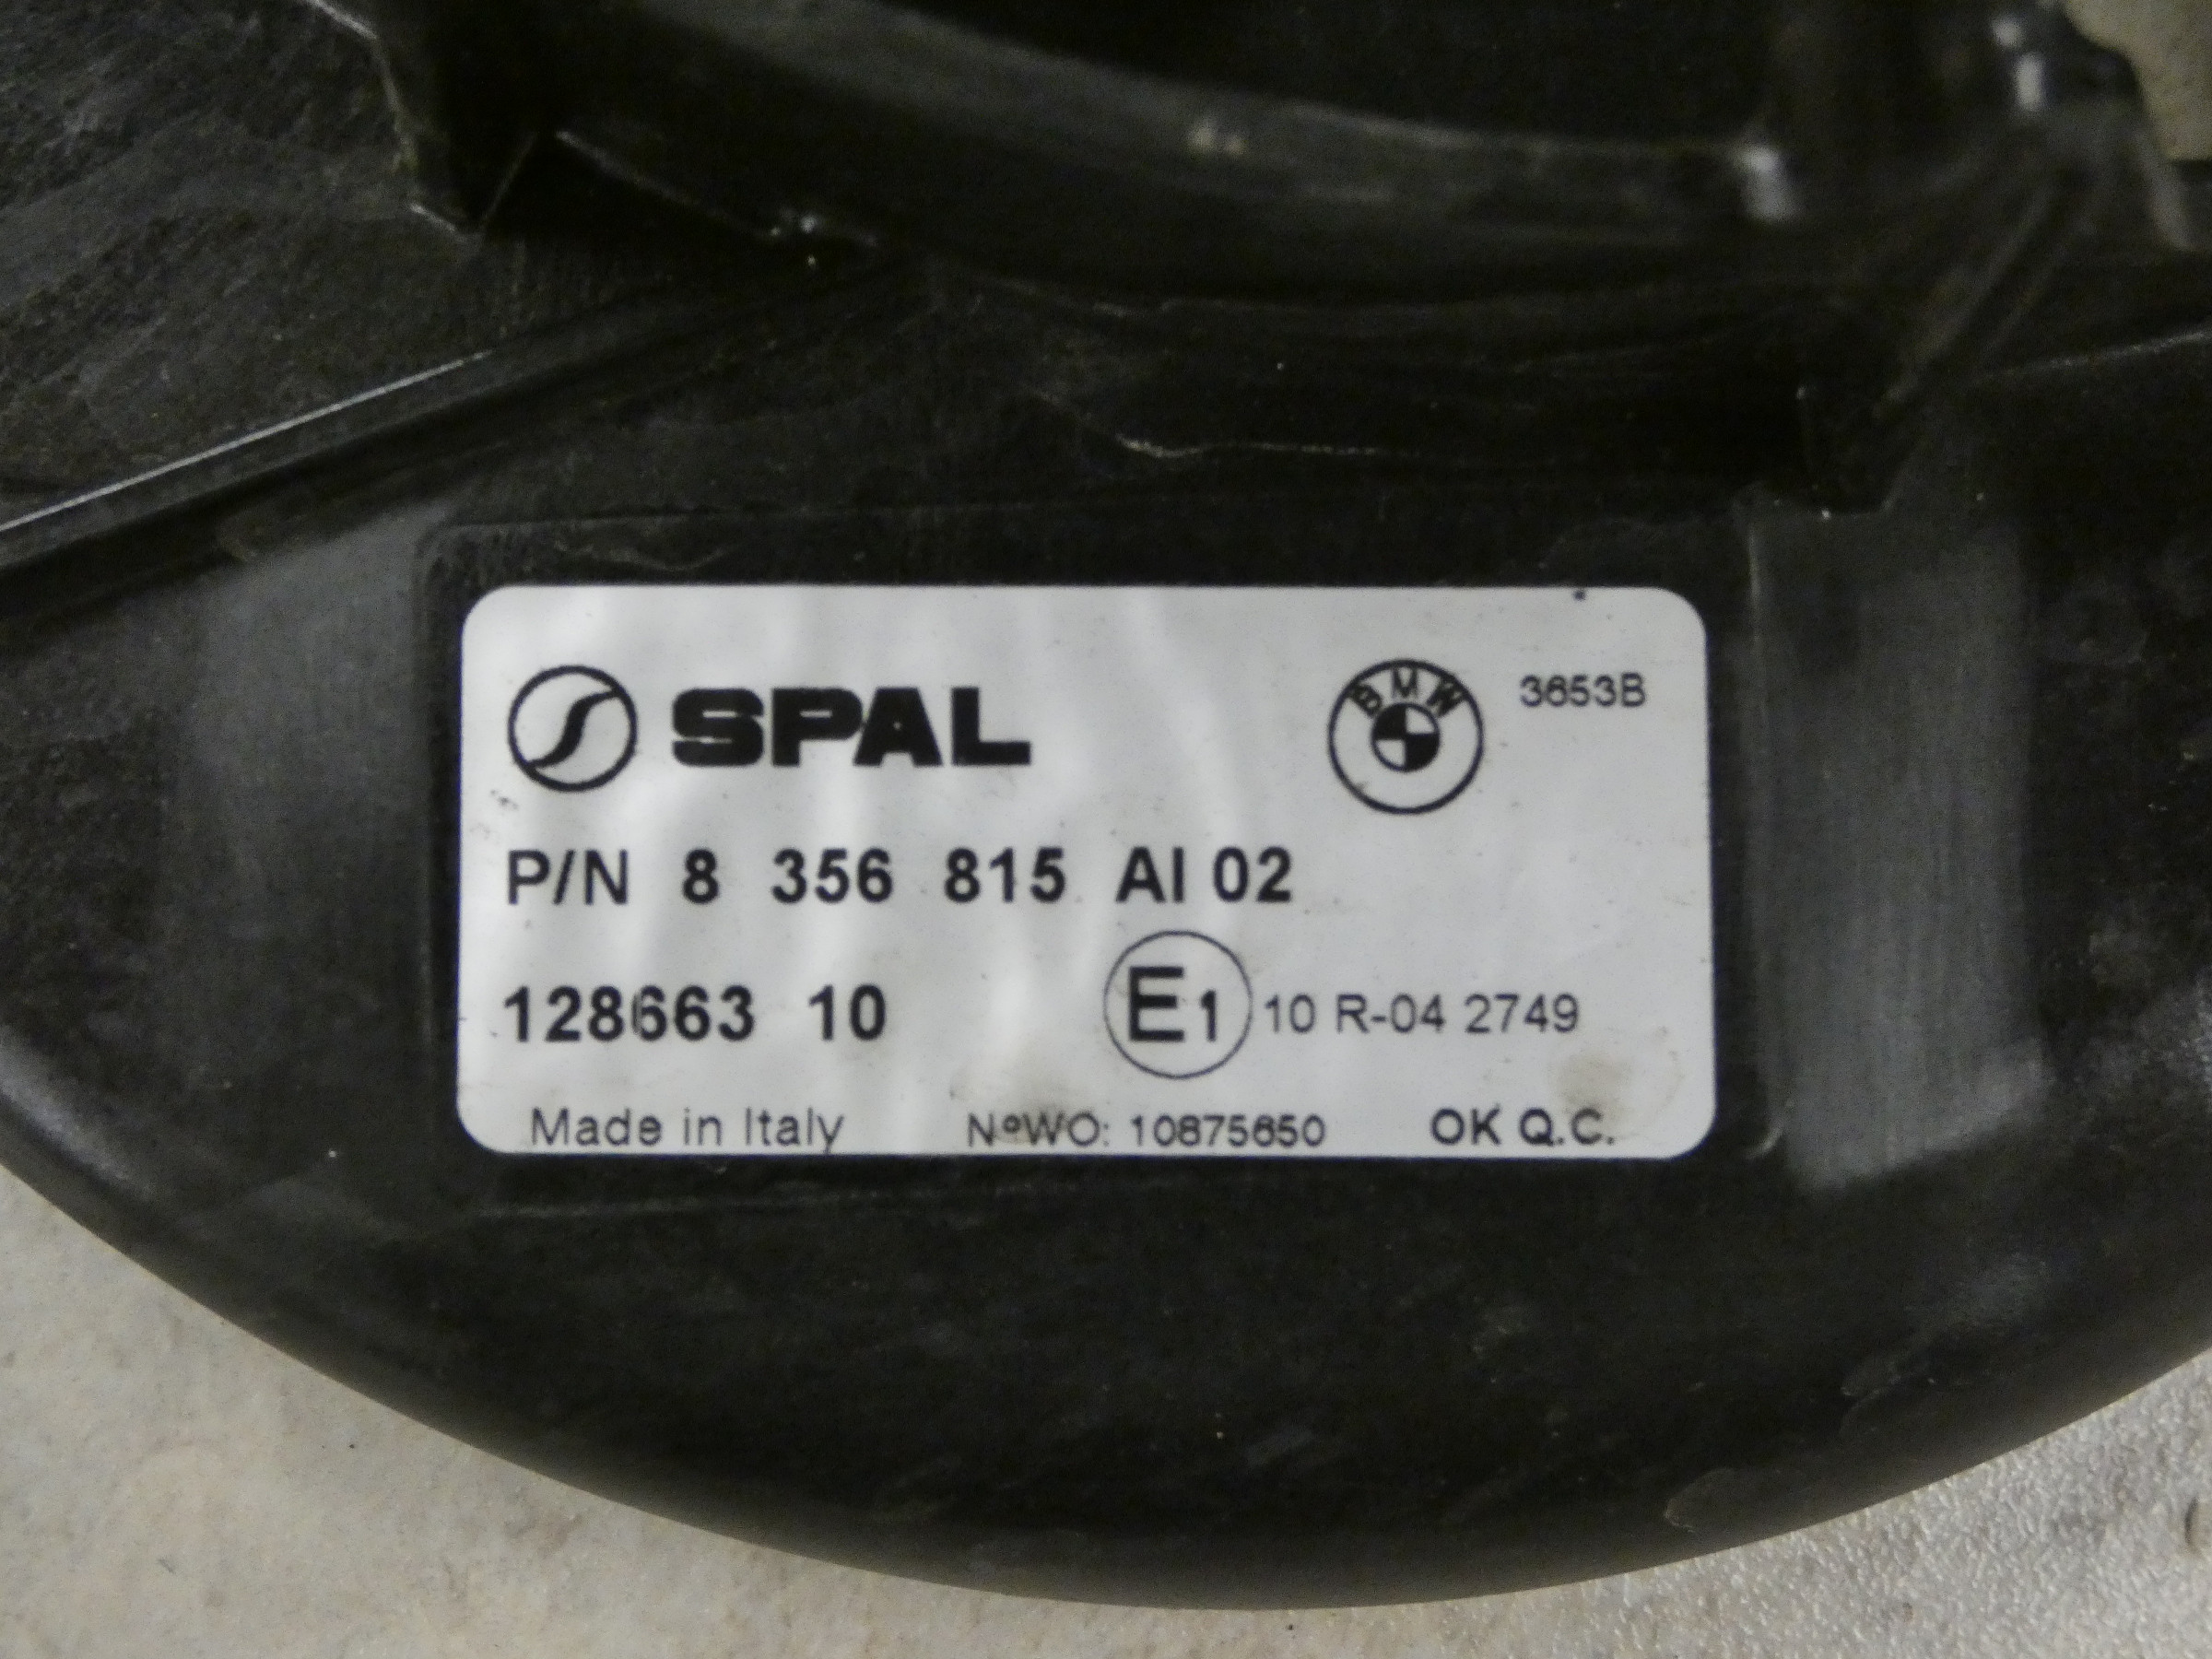 SPAL BMW 3653B
P/N 8 356 815 AI 02
128663 10 E1 10 R-04 2749
Made in Italy NºWO: 10875650 OK Q.C.